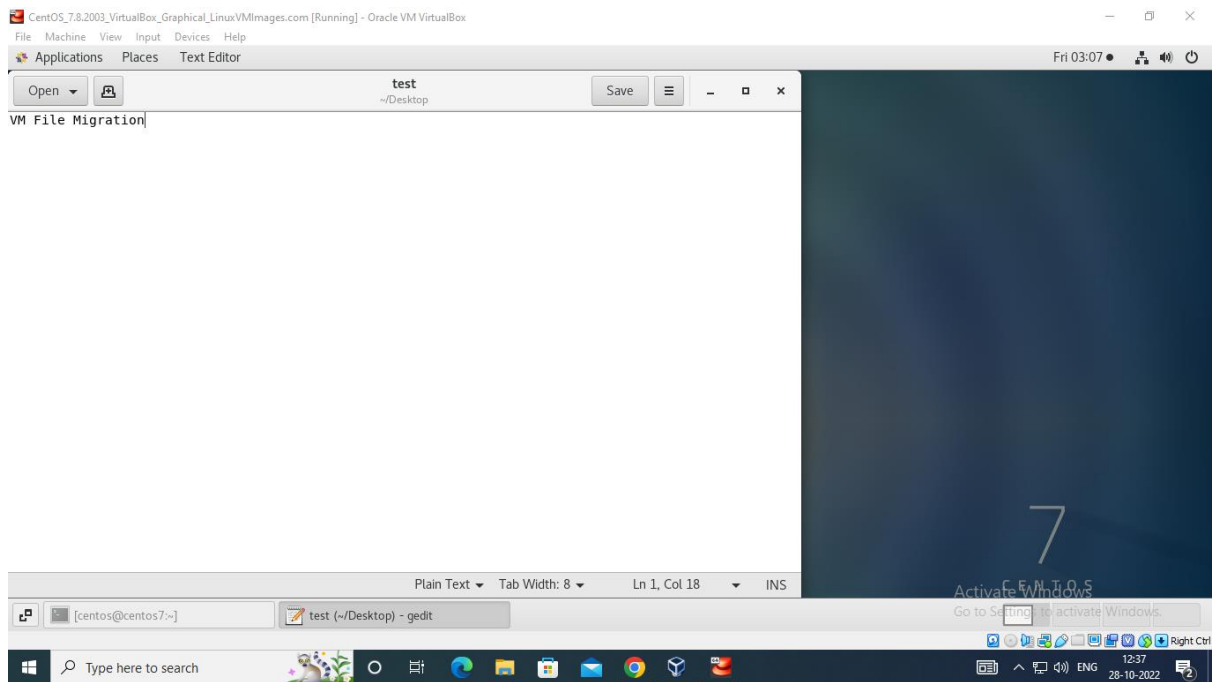 CentOS_7.8.2003_VirtualBox_Graphical_LinuxVMImages.com [Running] - Oracle VM VirtualBox
File Machine View Input Devices Help
Applications Places Text Editor Fri 03:07
Open test Save
~/Desktop
VM File Migration
7
CENTOS
Plain Text Tab Width: 8 Ln 1, Col 18 INS
Activate Windows
Go to Settings to activate Windows.
[centos@centos7:~] test (~/Desktop) - gedit
Right Ctrl
Type here to search ENG 12:37
28-10-2022 2